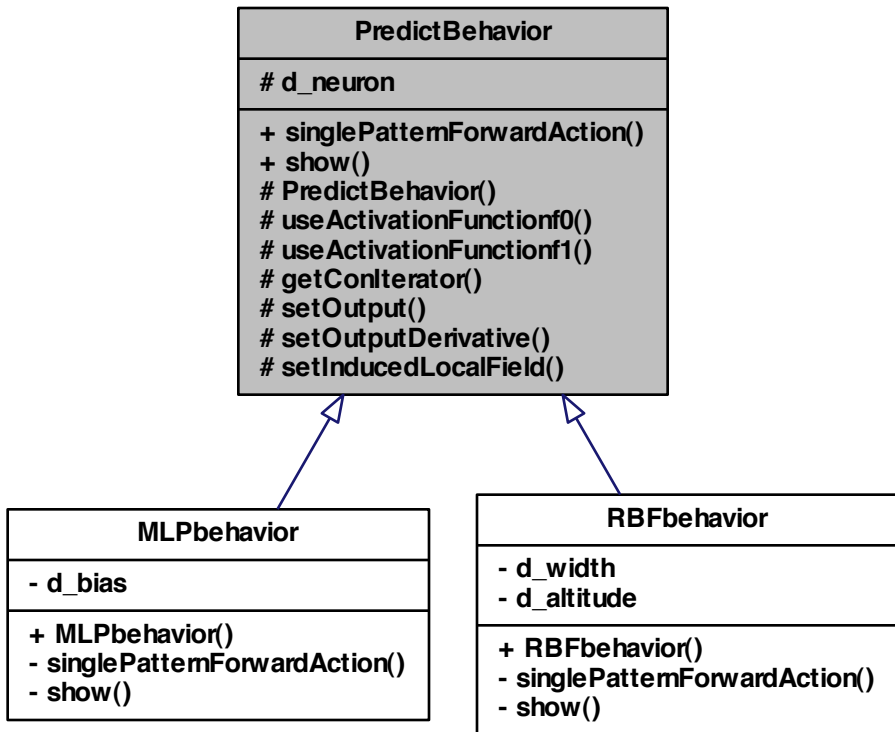 PredictBehavior
# d_neuron
+ singlePatternForwardAction()
+ show()
# PredictBehavior()
# useActivationFunctionf0()
# useActivationFunctionf1()
# getConIterator()
# setOutput()
# setOutputDerivative()
# setInducedLocalField()
MLPbehavior
- d_bias
+ MLPbehavior()
- singlePatternForwardAction()
- show()
RBFbehavior
- d_width
- d_altitude
+ RBFbehavior()
- singlePatternForwardAction()
- show()